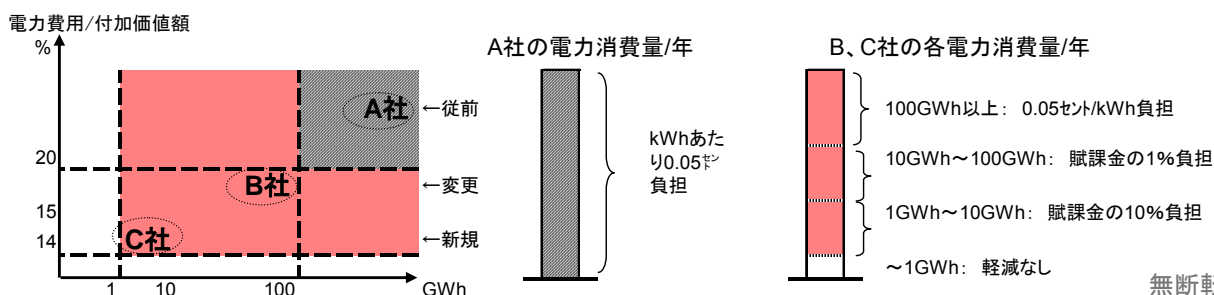 電力費用/付加価値額
%
20
15
14
1
10
100
GWh
A社
B社
C社
←従前
←変更
←新規
A社の電力消費量/年
kWhあた
り0.05セント
負担
B、C社の各電力消費量/年
100GWh以上: 0.05セント/kWh負担
10GWh～100GWh: 賦課金の1%負担
1GWh～10GWh: 賦課金の10%負担
～1GWh: 軽減なし
無断転